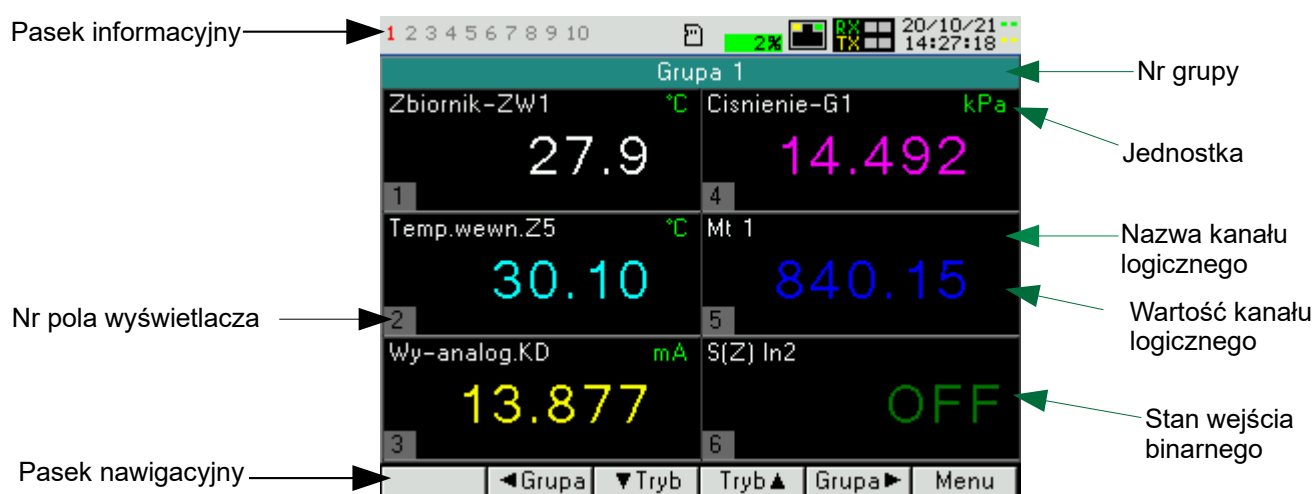 Pasek informacyjny
1 2 3 4 5 6 7 8 9 10
2%
RX
TX
20/10/21
14:27:18
Grupa 1
Nr grupy
Zbiornik-ZW1 °C
27.9
1
Cisnienie-G1 kPa
14.492
4
Jednostka
Temp.wewn.Z5 °C
30.10
2
Mt 1
840.15
5
Nazwa kanału
logicznego
Wartość kanału
logicznego
Nr pola wyświetlacza
Wy-analog.KD mA
13.877
3
S(Z) In2
OFF
6
Stan wejścia
binarnego
Pasek nawigacyjny
◄Grupa ▼Tryb Tryb▲ Grupa► Menu